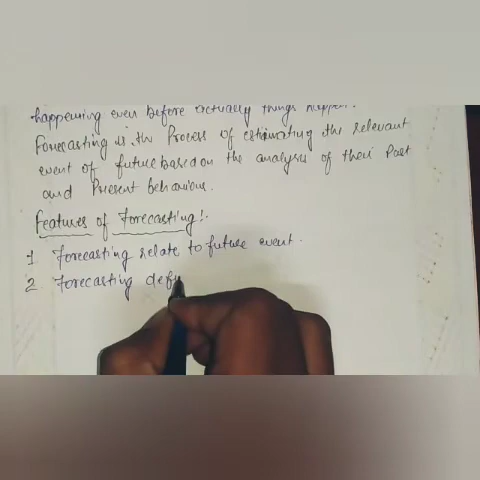 happening even before actually things happen.
Forecasting is the Process of estimating the relevant
event of future based on the analysis of their Past
and Present behaviour.
Features of Forecasting:.
1 Forecasting relate to future event.
2 Forecasting def